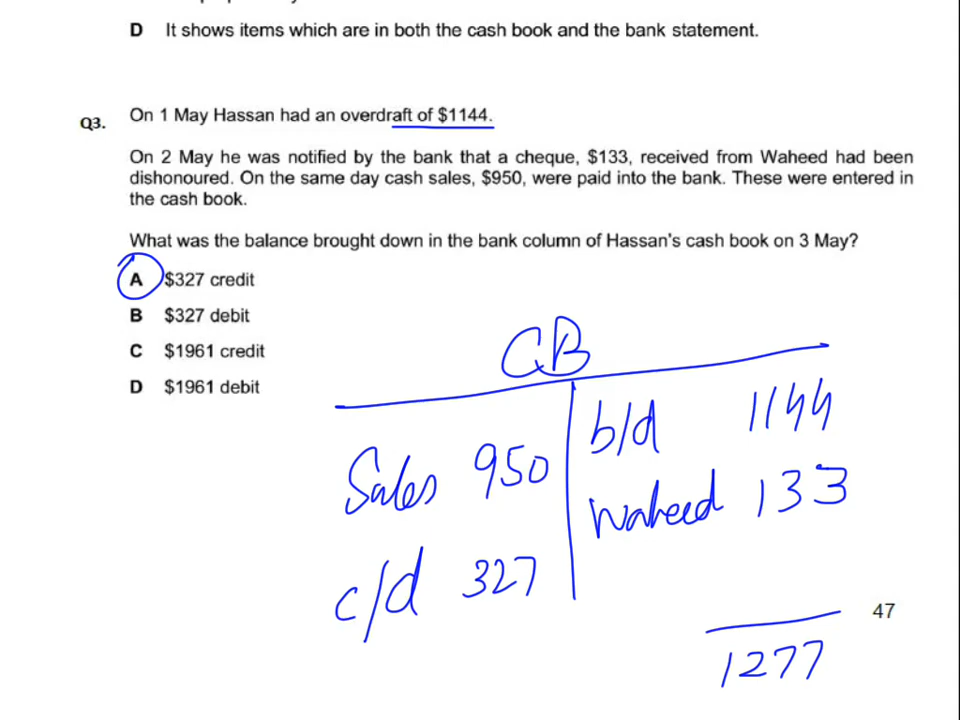 D It shows items which are in both the cash book and the bank statement.
Q3. On 1 May Hassan had an overdraft of $1144.
On 2 May he was notified by the bank that a cheque, $133, received from Waheed had been
dishonoured. On the same day cash sales, $950, were paid into the bank. These were entered in
the cash book.
What was the balance brought down in the bank column of Hassan's cash book on 3 May?
A $327 credit
B $327 debit
C $1961 credit
D $1961 debit
CB
b/d 1144
Sales 950
Waheed 133
c/d 327
47
1277